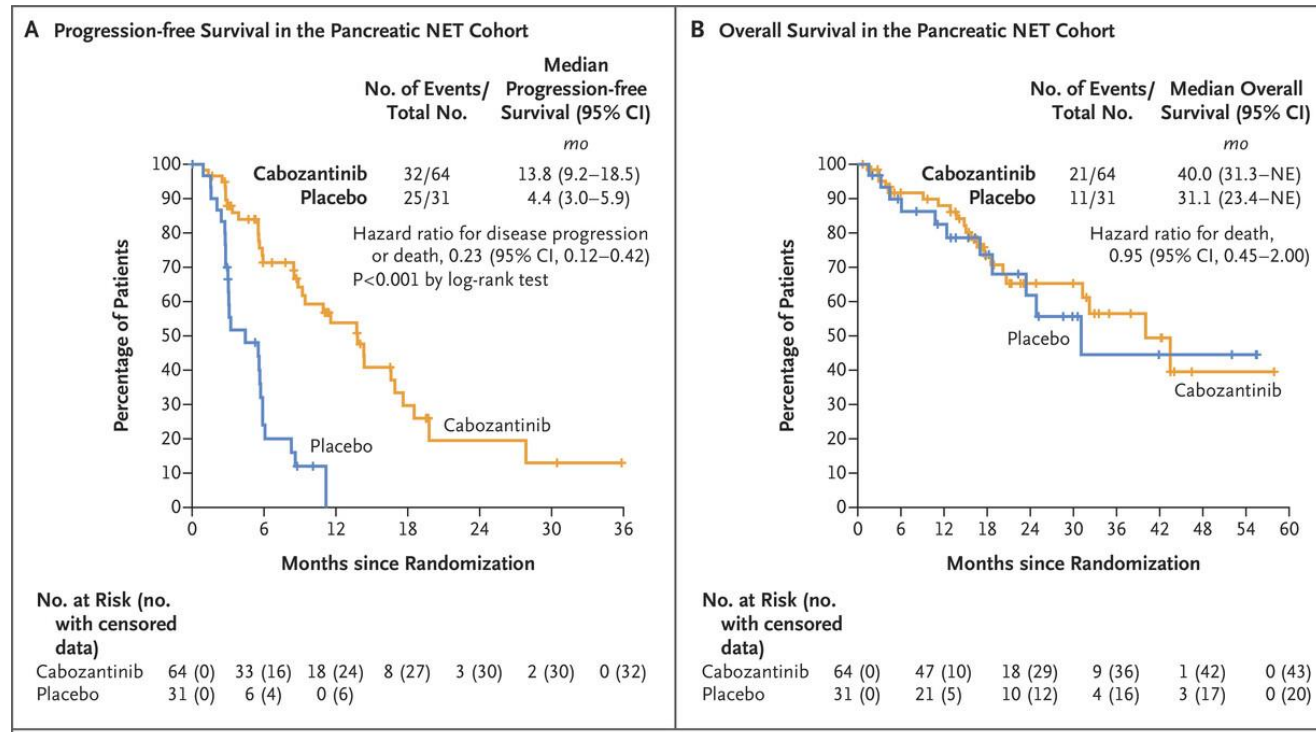 A Progression-free Survival in the Pancreatic NET Cohort
No. of Events/ Total No.
Median Progression-free Survival (95% CI)
mo
Cabozantinib 32/64 13.8 (9.2–18.5)
Placebo 25/31 4.4 (3.0–5.9)
Hazard ratio for disease progression
or death, 0.23 (95% CI, 0.12–0.42)
P<0.001 by log-rank test
Percentage of Patients
100
90
80
70
60
50
40
30
20
10
0
Cabozantinib
Placebo
0 6 12 18 24 30 36
Months since Randomization
No. at Risk (no.
with censored
data)
Cabozantinib 64 (0) 33 (16) 18 (24) 8 (27) 3 (30) 2 (30) 0 (32)
Placebo 31 (0) 6 (4) 0 (6)
B Overall Survival in the Pancreatic NET Cohort
No. of Events/ Total No.
Median Overall Survival (95% CI)
mo
Cabozantinib 21/64 40.0 (31.3–NE)
Placebo 11/31 31.1 (23.4–NE)
Hazard ratio for death,
0.95 (95% CI, 0.45–2.00)
Percentage of Patients
100
90
80
70
60
50
40
30
20
10
0
Placebo
Cabozantinib
0 6 12 18 24 30 36 42 48 54 60
Months since Randomization
No. at Risk (no.
with censored
data)
Cabozantinib 64 (0) 47 (10) 18 (29) 9 (36) 1 (42) 0 (43)
Placebo 31 (0) 21 (5) 10 (12) 4 (16) 3 (17) 0 (20)